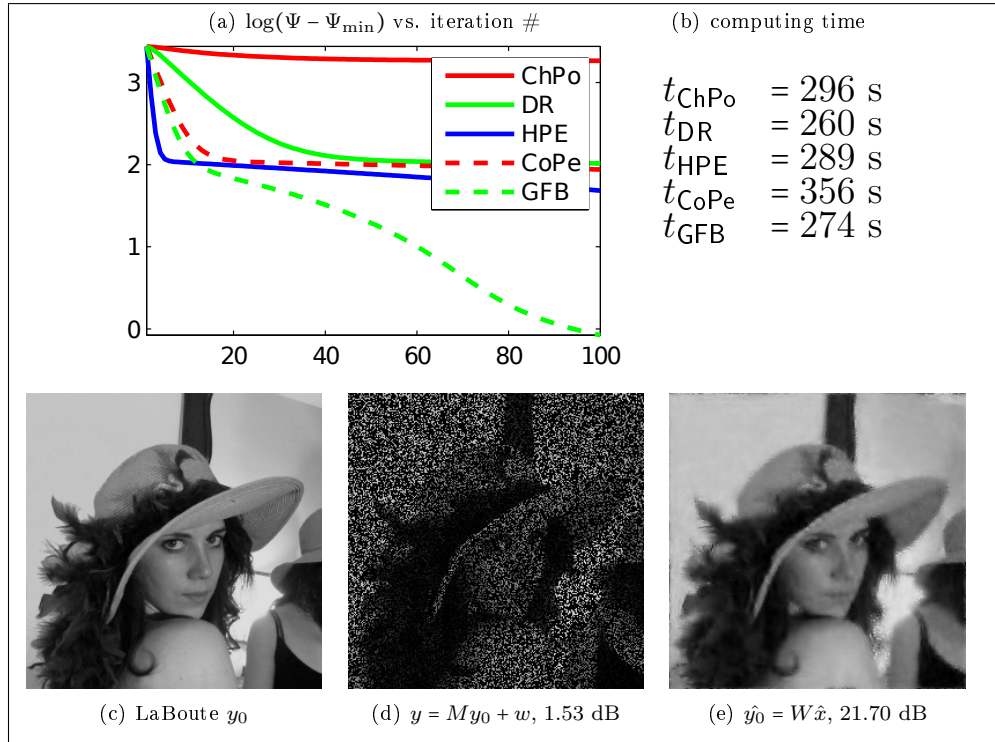 (a) log(Ψ − Ψmin) vs. iteration #
(b) computing time
3
2
1
0
20 40 60 80 100
ChPo
DR
HPE
CoPe
GFB
tChPo = 296 s
tDR = 260 s
tHPE = 289 s
tCoPe = 356 s
tGFB = 274 s
(c) LaBoute y0
(d) y = My0 + w, 1.53 dB
(e) ŷ0 = Wx̂, 21.70 dB